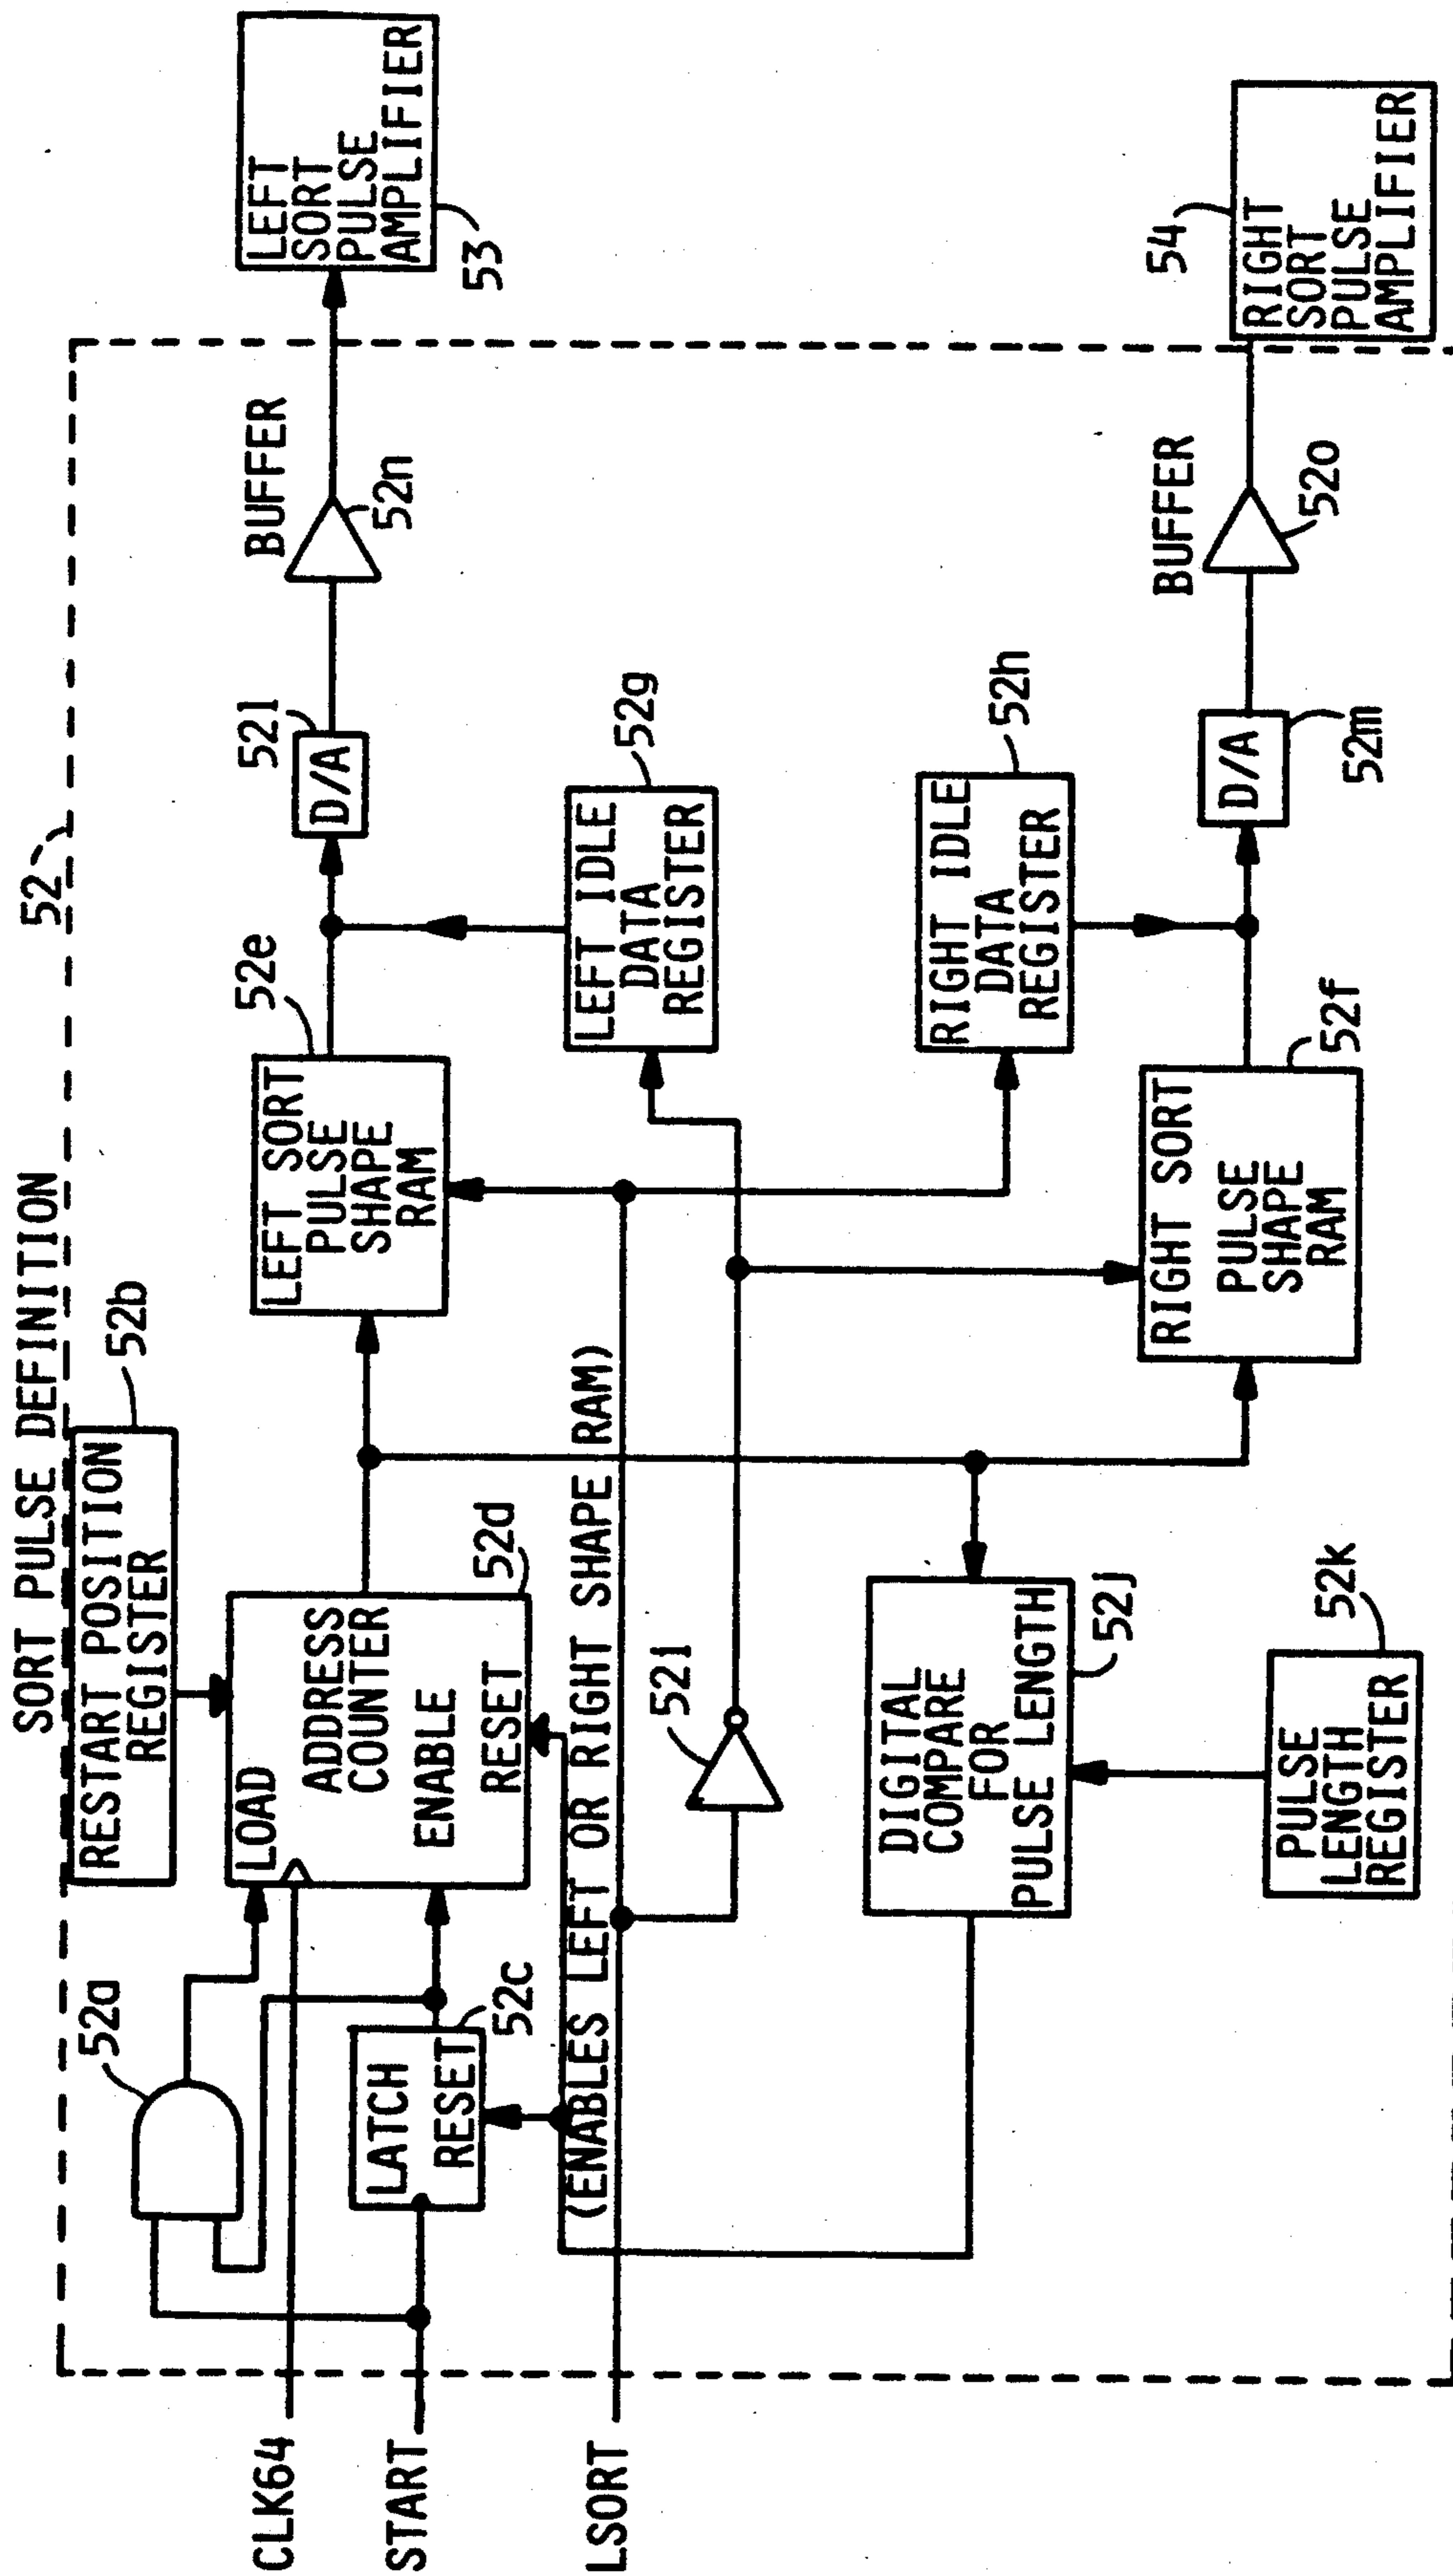 SORT PULSE DEFINITION
52
RESTART POSITION
REGISTER
52b
52a
LOAD
ADDRESS
COUNTER
ENABLE
RESET
52d
LATCH
RESET
52c
CLK64
START
LSORT
(ENABLES LEFT OR RIGHT SHAPE RAM)
LEFT SORT
PULSE
SHAPE
RAM
52e
D/A
52l
BUFFER
52n
LEFT
SORT
PULSE
AMPLIFIER
53
LEFT IDLE
DATA
REGISTER
52g
52i
RIGHT IDLE
DATA
REGISTER
52h
DIGITAL
COMPARE
FOR
PULSE LENGTH
52j
PULSE
LENGTH
REGISTER
52k
RIGHT SORT
PULSE
SHAPE
RAM
52f
D/A
52m
BUFFER
52o
RIGHT
SORT
PULSE
AMPLIFIER
54